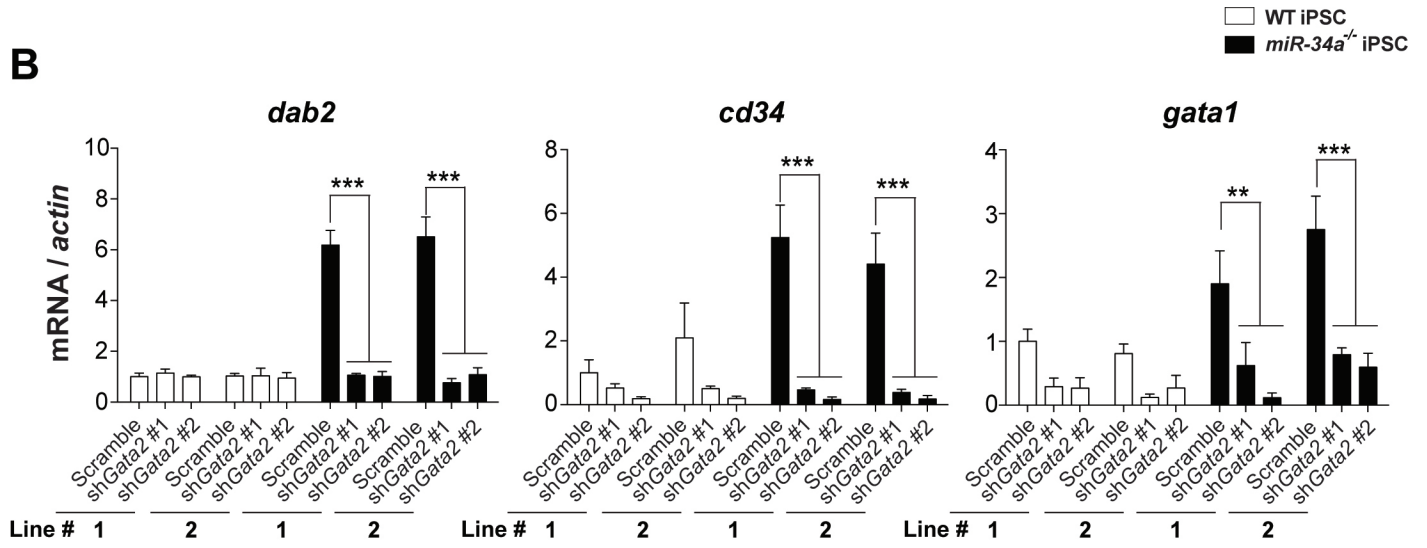 WT iPSC
miR-34a-/- iPSC
B
dab2
cd34
gata1
mRNA / actin
10
8
6
4
2
0
8
6
4
2
0
4
3
2
1
0
*** ***
*** ***
** ***
Scramble shGata2 #1 shGata2 #2 Scramble shGata2 #1 shGata2 #2 Scramble shGata2 #1 shGata2 #2 Scramble shGata2 #1 shGata2 #2
Scramble shGata2 #1 shGata2 #2 Scramble shGata2 #1 shGata2 #2 Scramble shGata2 #1 shGata2 #2 Scramble shGata2 #1 shGata2 #2
Scramble shGata2 #1 shGata2 #2 Scramble shGata2 #1 shGata2 #2 Scramble shGata2 #1 shGata2 #2 Scramble shGata2 #1 shGata2 #2
Line # 1 2 1 2
Line # 1 2 1 2
Line # 1 2 1 2